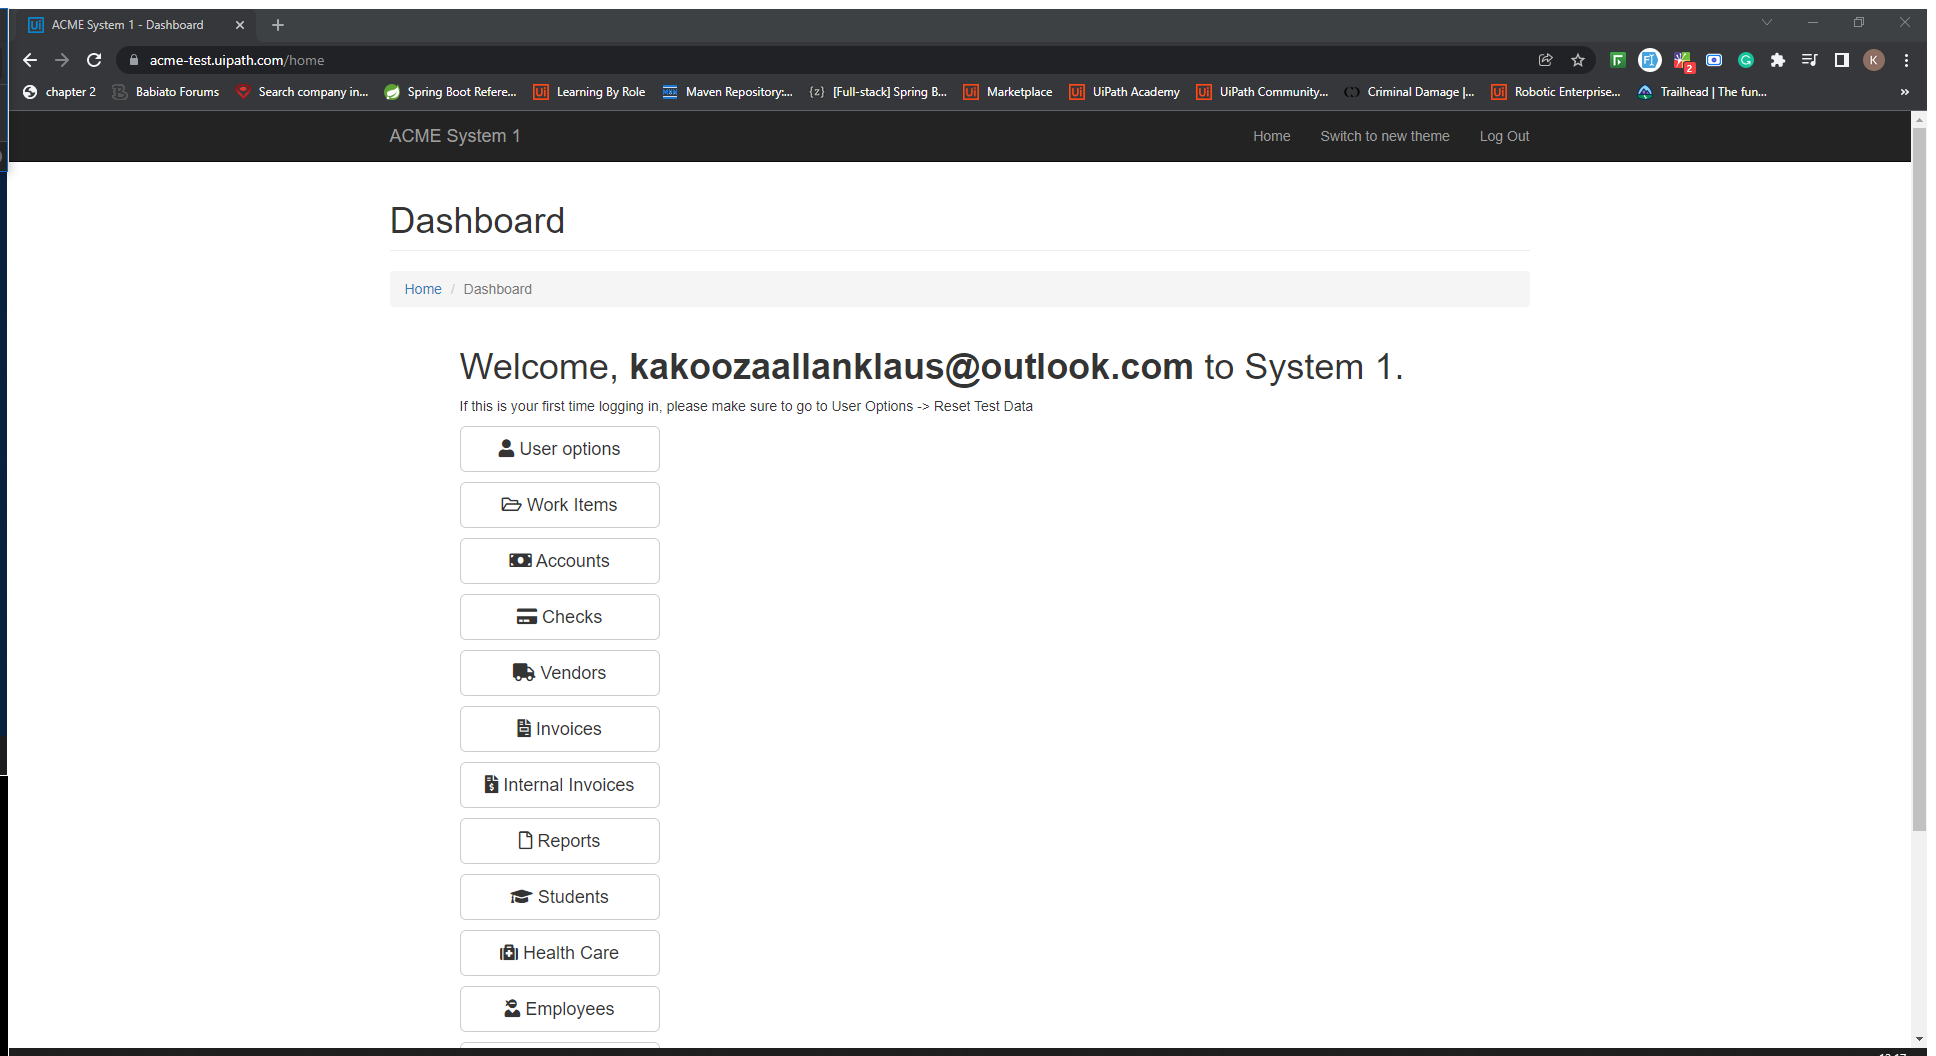 ACME System 1 - Dashboard
acme-test.uipath.com/home
2
K
chapter 2 Babiato Forums Search company in... Spring Boot Refere... Learning By Role Maven Repository:... [Full-stack] Spring B... Marketplace UiPath Academy UiPath Community... Criminal Damage |... Robotic Enterprise... Trailhead | The fun... »
ACME System 1 Home Switch to new theme Log Out
Dashboard
Home / Dashboard
Welcome, kakoozaallanklaus@outlook.com to System 1.
If this is your first time logging in, please make sure to go to User Options -> Reset Test Data
User options
Work Items
Accounts
Checks
Vendors
Invoices
Internal Invoices
Reports
Students
Health Care
Employees